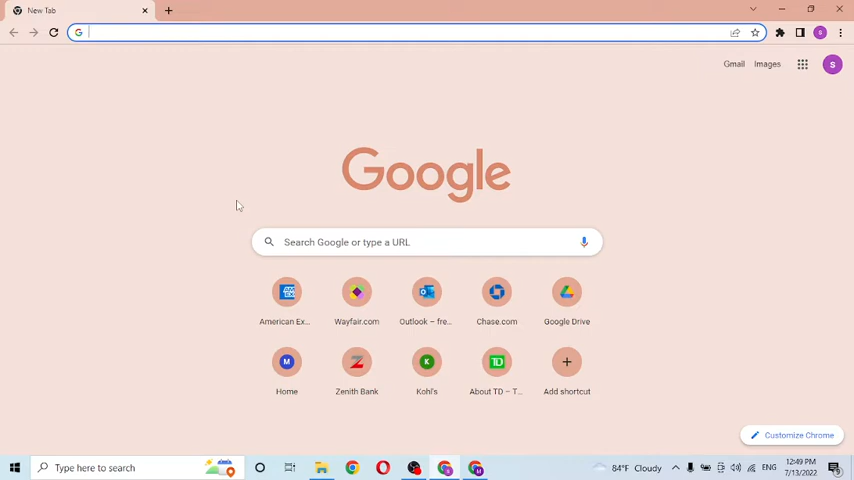 New Tab
S
Gmail
Images
S
Google
Search Google or type a URL
American Ex...
Wayfair.com
Outlook – fre...
Chase.com
Google Drive
M
Home
Zenith Bank
K
Kohl's
TD
About TD – T...
Add shortcut
Customize Chrome
Type here to search
84°F Cloudy
ENG
12:49 PM
7/13/2022